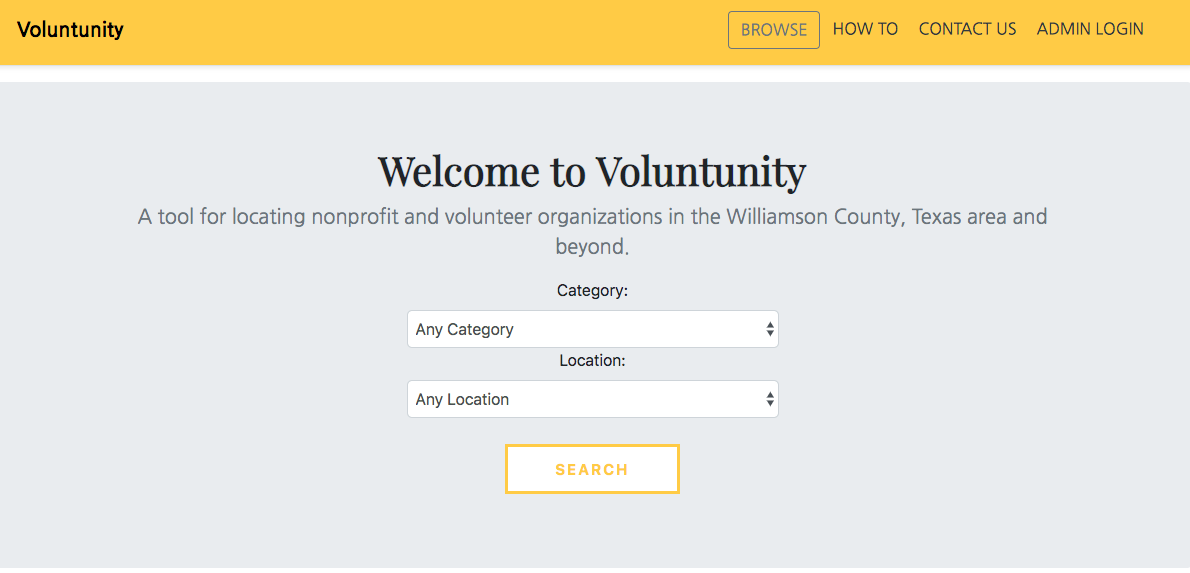 Voluntunity
BROWSE
HOW TO
CONTACT US
ADMIN LOGIN
Welcome to Voluntunity
A tool for locating nonprofit and volunteer organizations in the Williamson County, Texas area and
beyond.
Category:
Any Category
Location:
Any Location
SEARCH